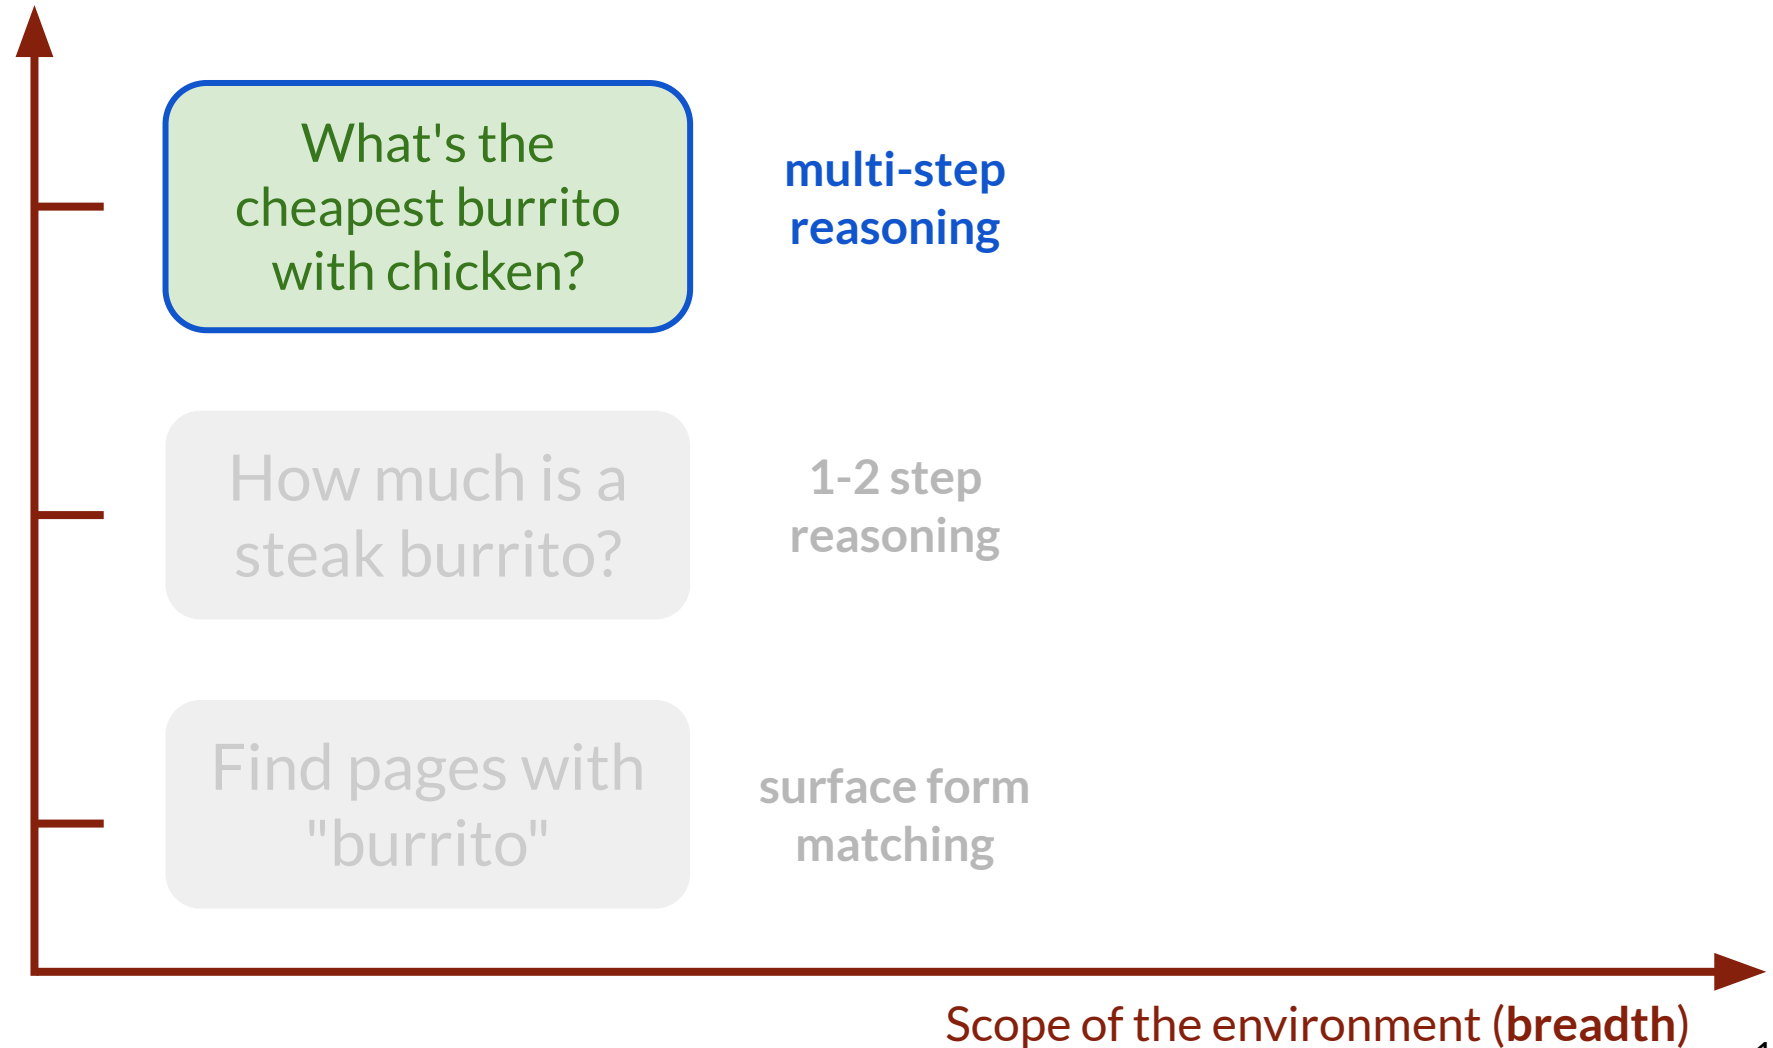 What's the
cheapest burrito
with chicken?
multi-step
reasoning
How much is a
steak burrito?
1-2 step
reasoning
Find pages with
"burrito"
surface form
matching
Scope of the environment (breadth)